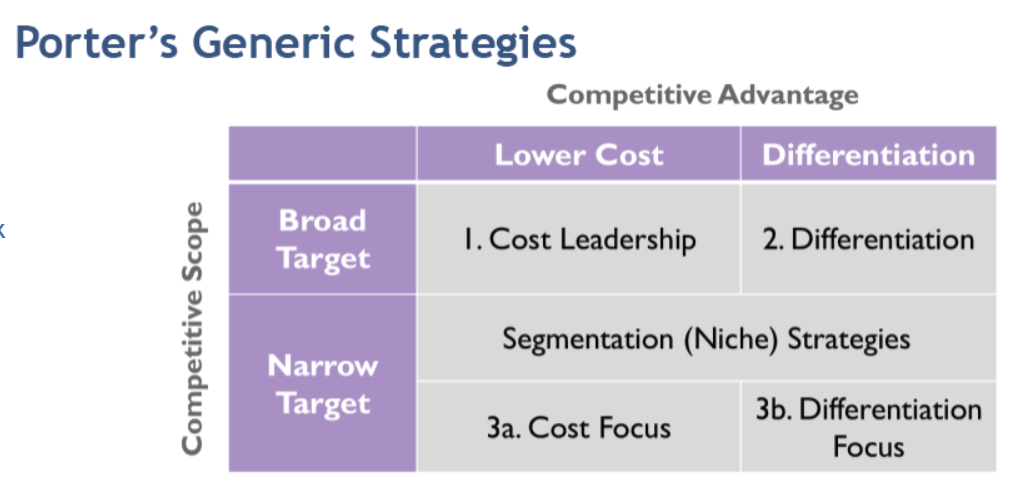 Porter's Generic Strategies
Competitive Advantage
Lower Cost
Differentiation
Competitive Scope
Broad
Target
1. Cost Leadership
2. Differentiation
Narrow
Target
Segmentation (Niche) Strategies
3a. Cost Focus
3b. Differentiation
Focus